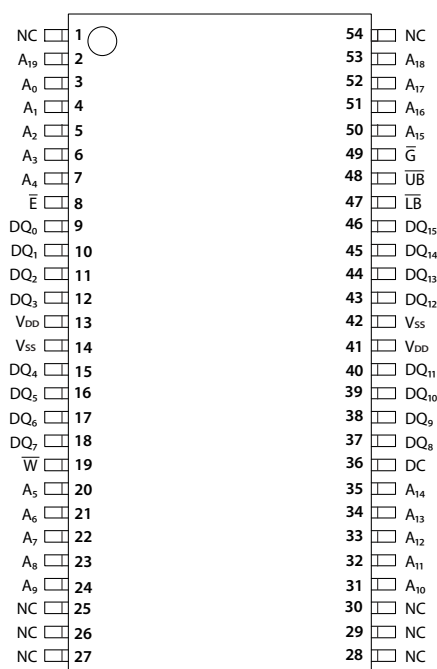 NC 1 54 NC
A₁₉ 2 53 A₁₈
A₀ 3 52 A₁₇
A₁ 4 51 A₁₆
A₂ 5 50 A₁₅
A₃ 6 49 G̅
A₄ 7 48 U̅B̅
E̅ 8 47 L̅B̅
DQ₀ 9 46 DQ₁₅
DQ₁ 10 45 DQ₁₄
DQ₂ 11 44 DQ₁₃
DQ₃ 12 43 DQ₁₂
VDD 13 42 VSS
VSS 14 41 VDD
DQ₄ 15 40 DQ₁₁
DQ₅ 16 39 DQ₁₀
DQ₆ 17 38 DQ₉
DQ₇ 18 37 DQ₈
W̅ 19 36 DC
A₅ 20 35 A₁₄
A₆ 21 34 A₁₃
A₇ 22 33 A₁₂
A₈ 23 32 A₁₁
A₉ 24 31 A₁₀
NC 25 30 NC
NC 26 29 NC
NC 27 28 NC